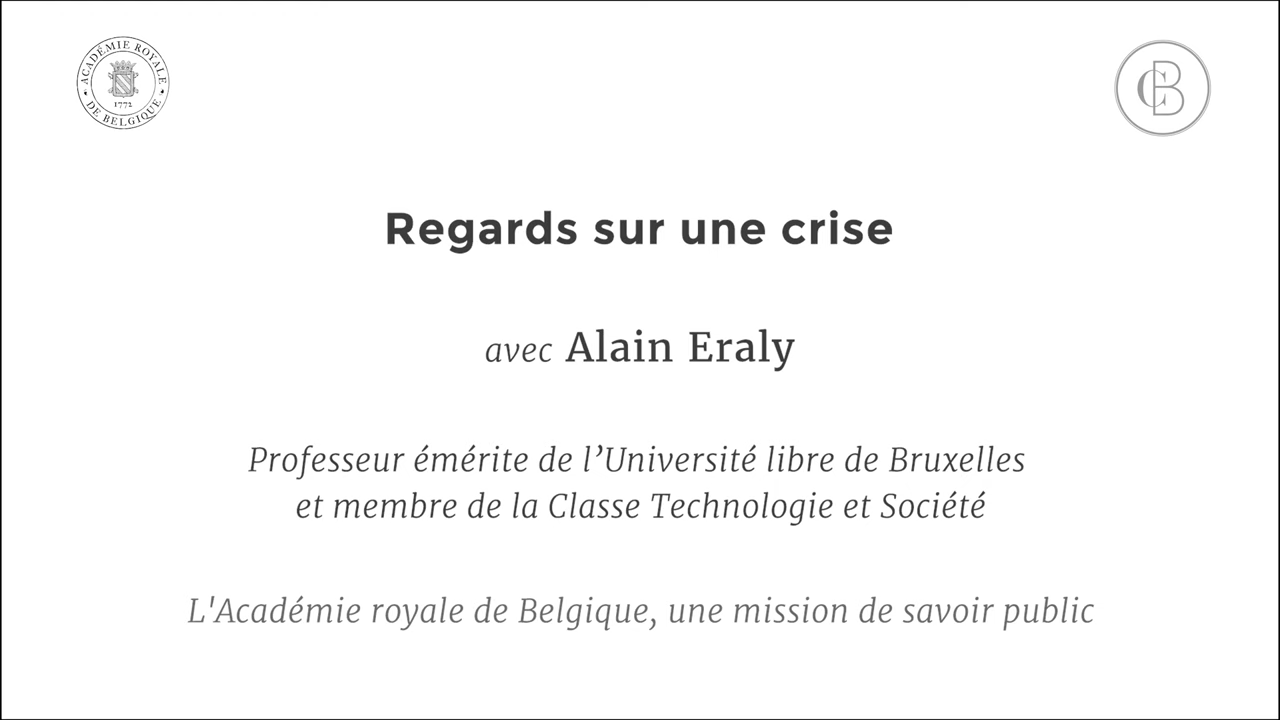 ACADÉMIE ROYALE DE BELGIQUE
1772
CB
Regards sur une crise
avec Alain Eraly
Professeur émérite de l’Université libre de Bruxelles
et membre de la Classe Technologie et Société
L'Académie royale de Belgique, une mission de savoir public